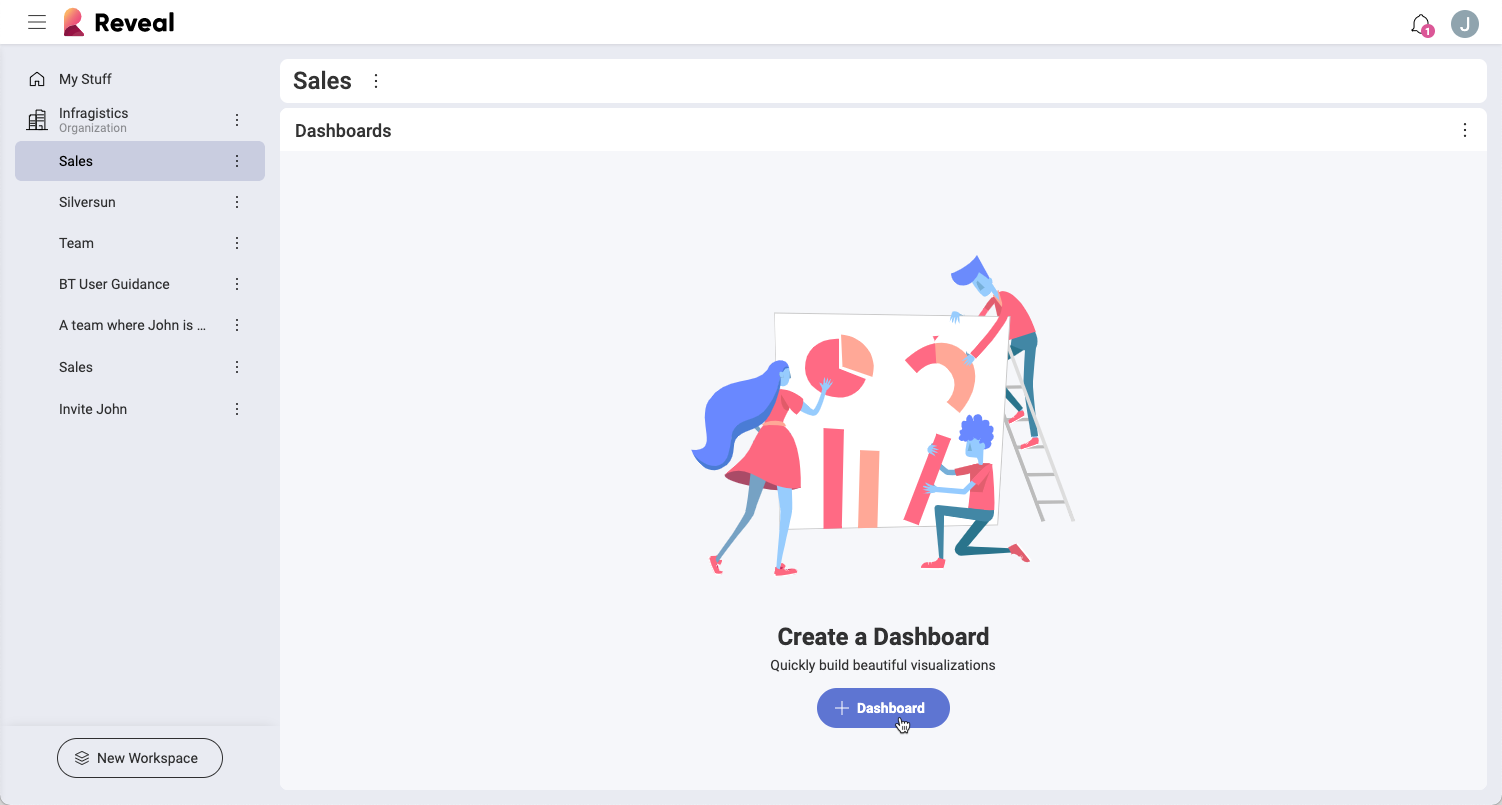 Reveal
1
J
My Stuff
Infragistics
Organization
Sales
Silversun
Team
BT User Guidance
A team where John is ...
Sales
Invite John
New Workspace
Sales
Dashboards
Create a Dashboard
Quickly build beautiful visualizations
Dashboard